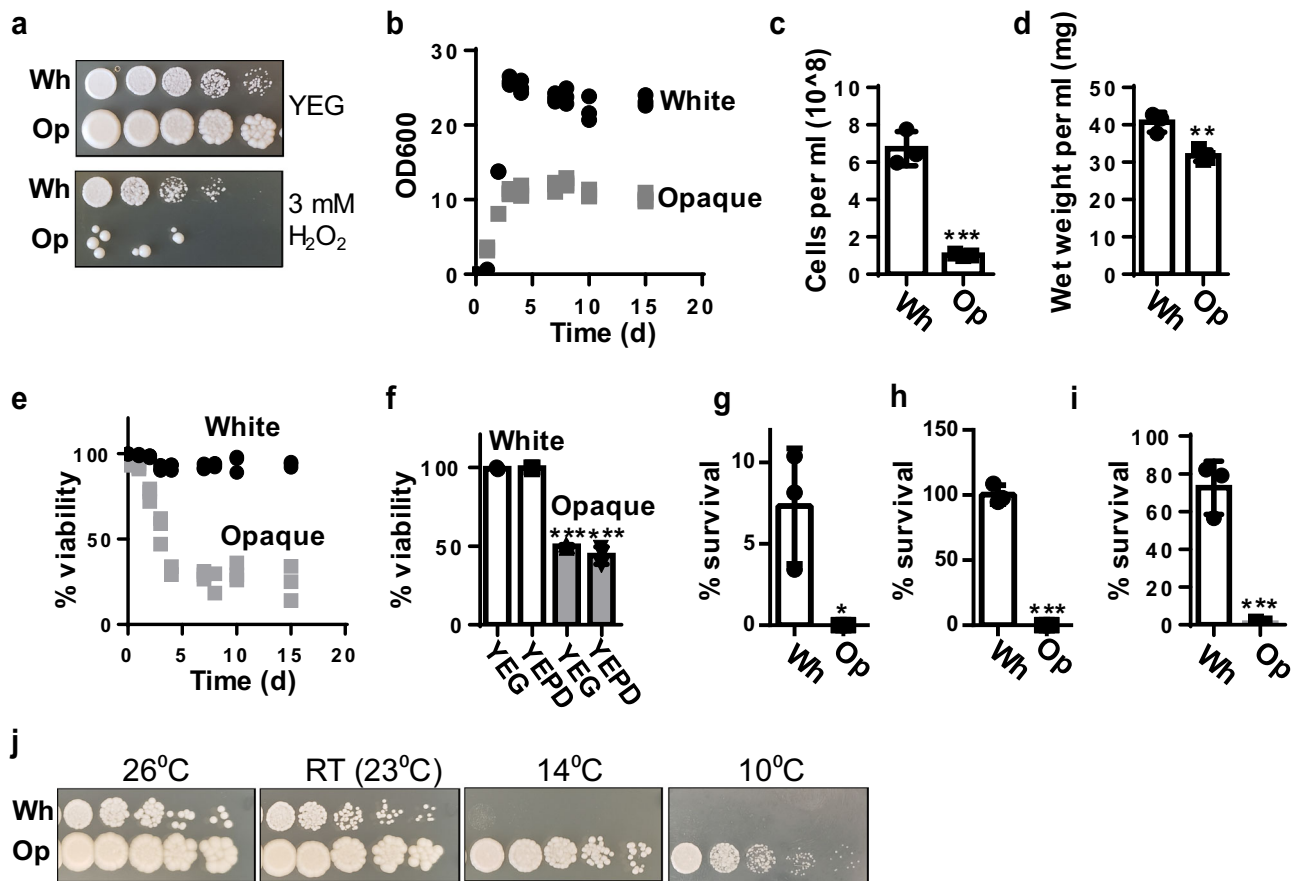 a
Wh
Op
YEG
Wh
Op
3 mM
H₂O₂
b
OD600
30
20
10
0
0 5 10 15 20
Time (d)
White
Opaque
c
Cells per ml (10^8)
10
8
6
4
2
0
***
Wh Op
d
Wet weight per ml (mg)
50
40
30
20
10
0
**
Wh Op
e
% viability
100
50
0
0 5 10 15 20
Time (d)
White
Opaque
f
% viability
100
50
0
White
Opaque
*** ***
YEG YEPD YEG YEPD
g
% survival
10
5
0
*
Wh Op
h
% survival
150
100
50
0
***
Wh Op
i
% survival
100
80
60
40
20
0
***
Wh Op
j
26⁰C RT (23⁰C) 14⁰C 10⁰C
Wh
Op